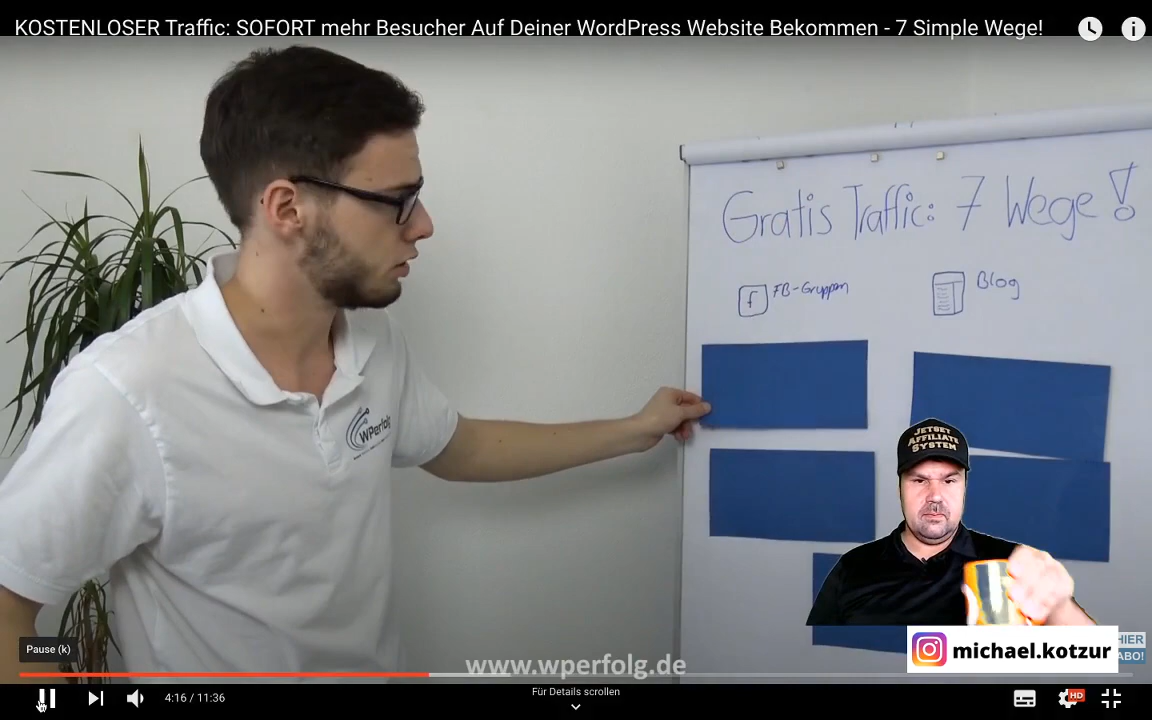 KOSTENLOSER Traffic: SOFORT mehr Besucher Auf Deiner WordPress Website Bekommen - 7 Simple Wege!
Gratis Traffic: 7 Wege!
f FB-Gruppen
Blog
WPerfolg
JETSET
AFFILIATE
SYSTEM
michael.kotzur
HIER
ABO!
Pause (k)
www.wperfolg.de
4:16 / 11:36
Für Details scrollen
HD